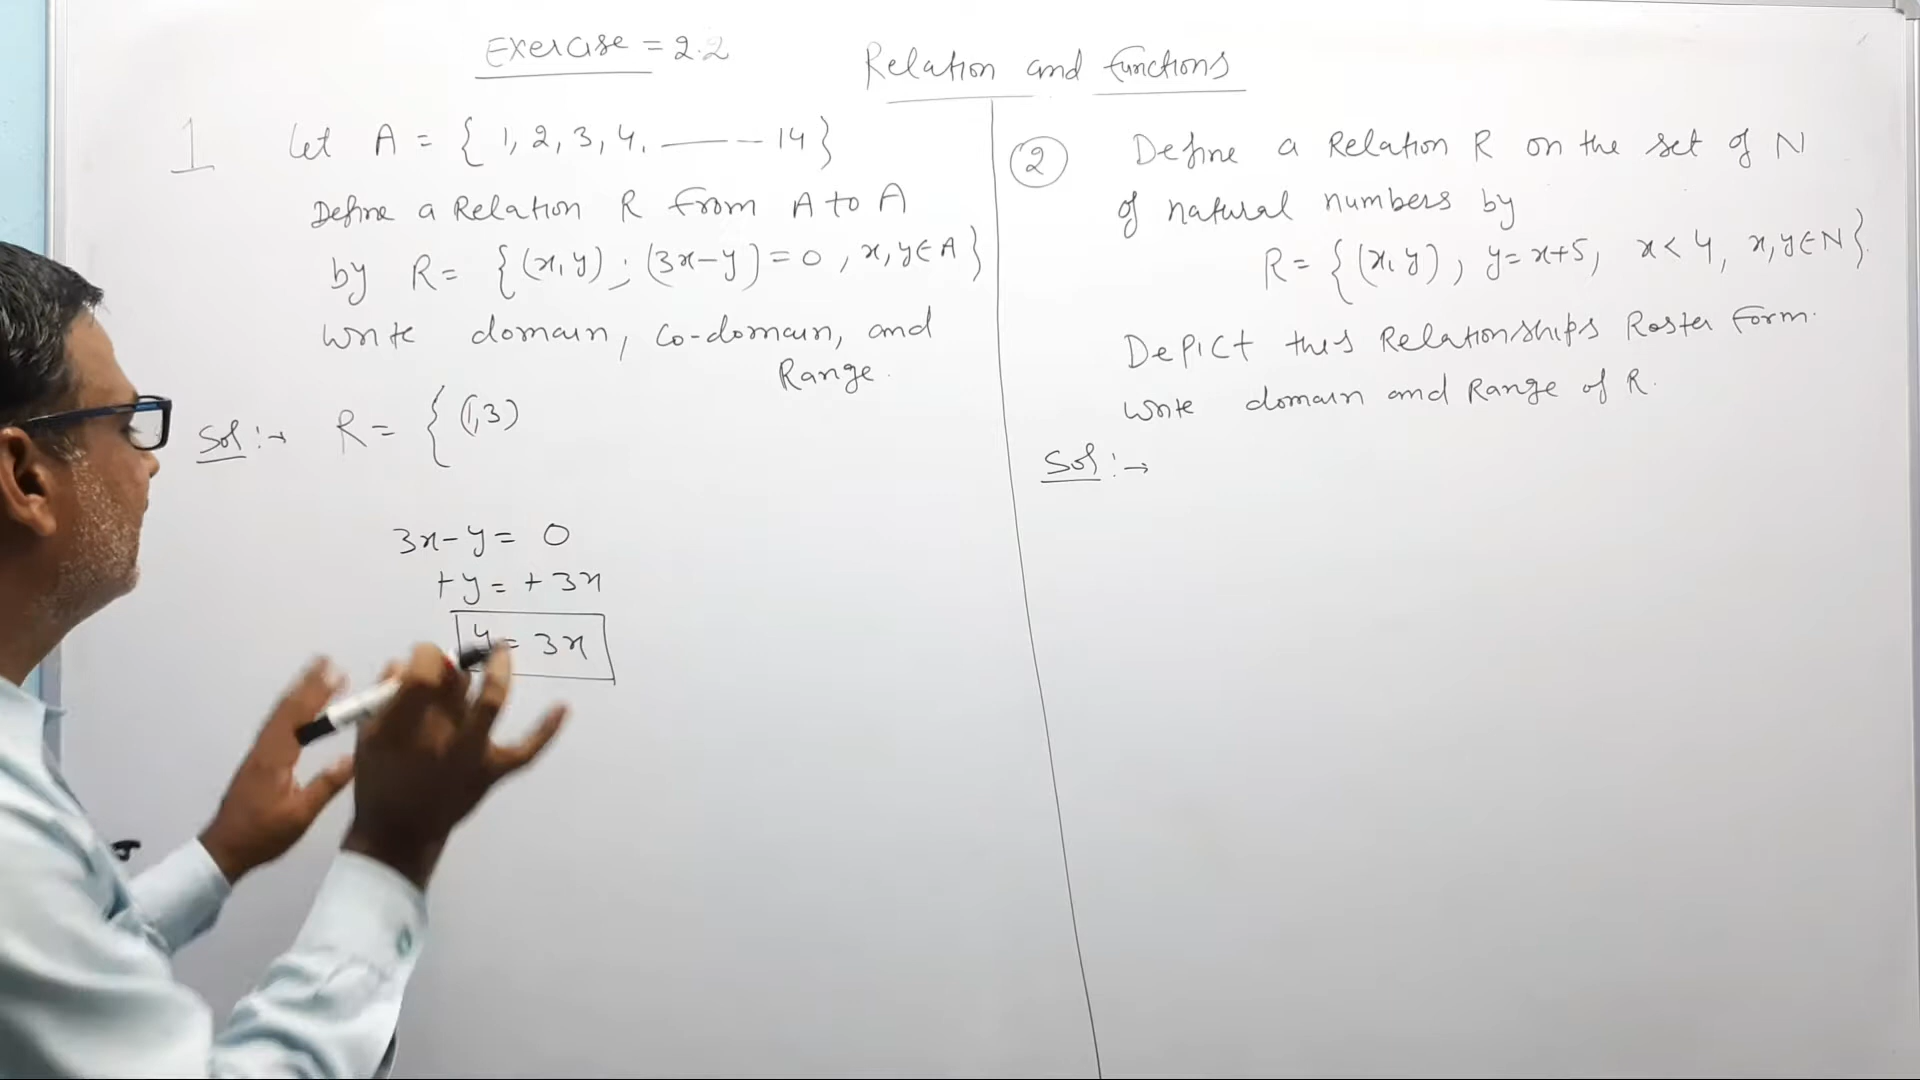 Exercise = 2.2
Relation and functions
1 Let A = { 1, 2, 3, 4, —— – 14 }
Define a Relation R from A to A
by R = { (x, y) ; (3x – y) = 0 , x, y ∈ A }
Write domain, co-domain, and
Range.
Sol :→ R = { (1,3)
3x – y = 0
+ y = + 3x
y = 3x
2 Define a Relation R on the set of N
of natural numbers by
R = { (x, y) , y = x+5, x < 4, x, y ∈ N }.
Depict this Relationships Roster form.
Write domain and Range of R.
Sol :→